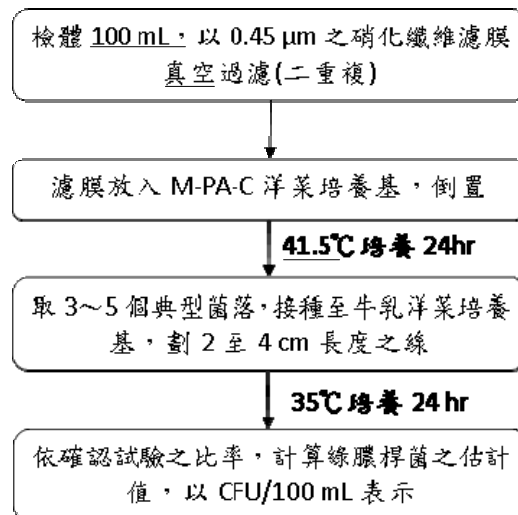 檢體 100 mL，以 0.45 μm 之硝化纖維濾膜
真空過濾(二重複)
濾膜放入 M-PA-C 洋菜培養基，倒置
41.5℃ 培養 24hr
取 3～5 個典型菌落，接種至牛乳洋菜培養
基，劃 2 至 4 cm 長度之線
35℃ 培養 24 hr
依確認試驗之比率，計算綠膿桿菌之估計
值，以 CFU/100 mL 表示